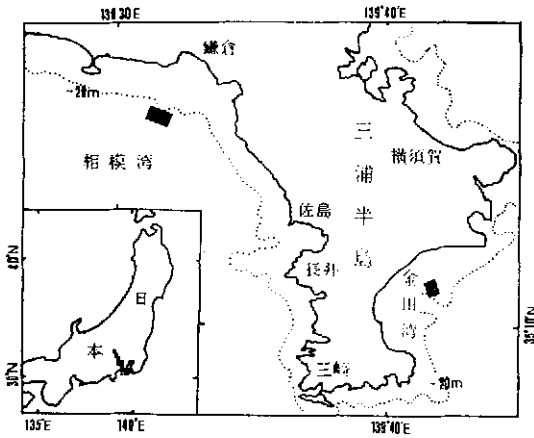 139°30'E
139°40'E
鎌倉
-20m
三浦半島
横須賀
相模湾
佐島
長井
金田湾
40°N
日
本
35°10'N
三崎
-20m
30°N
135°E
140°E
139°40'E